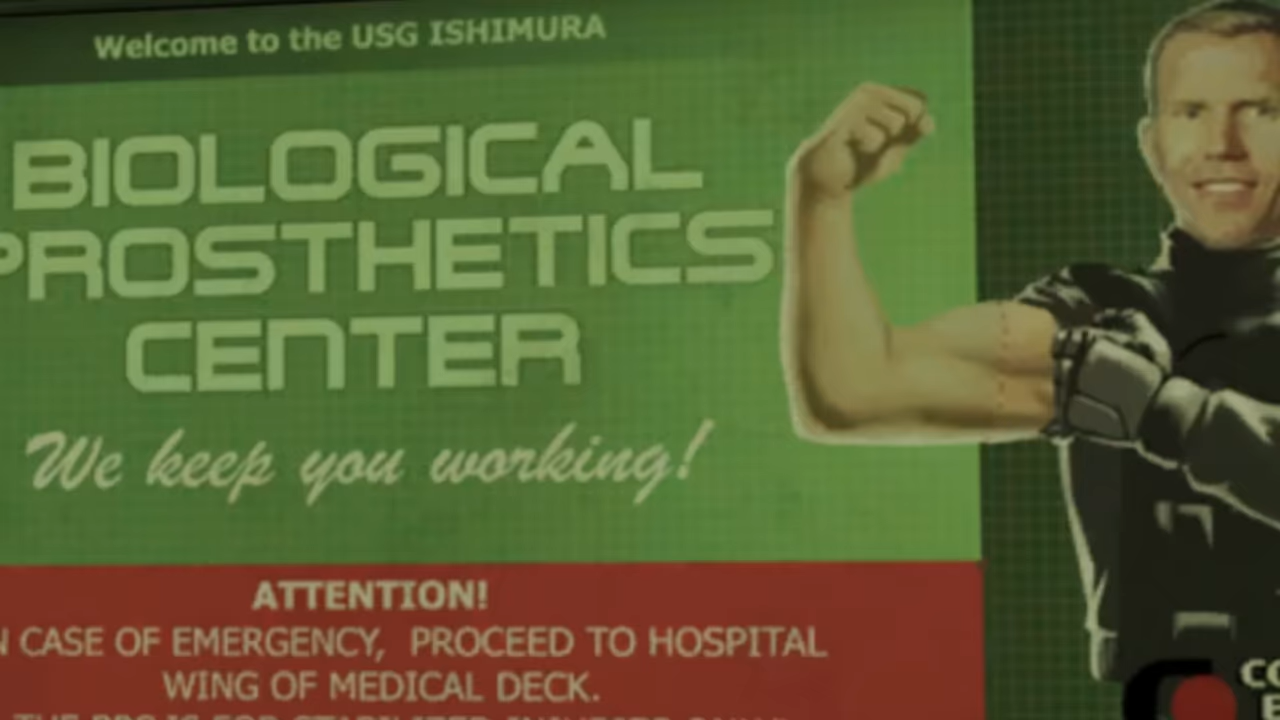 Welcome to the USG ISHIMURA
BIOLOGICAL
PROSTHETICS
CENTER
We keep you working!
ATTENTION!
CASE OF EMERGENCY, PROCEED TO HOSPITAL
WING OF MEDICAL DECK.